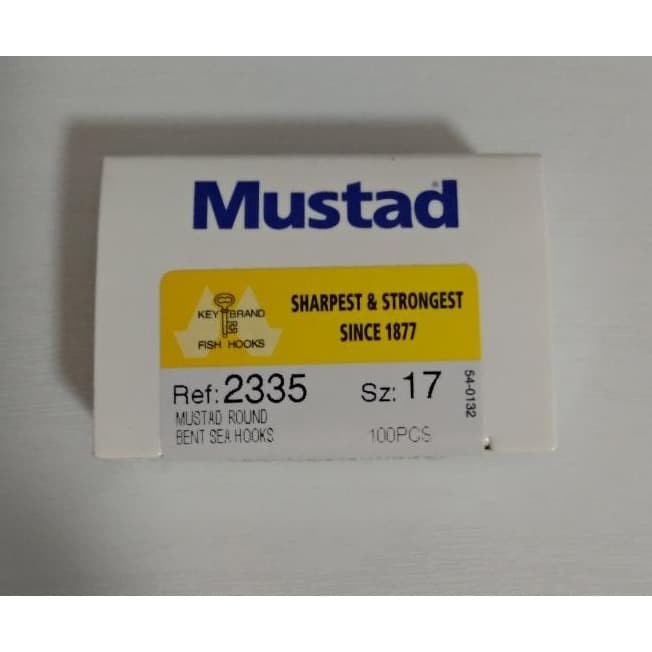 Mustad®
KEY BRAND
FISH HOOKS
SHARPEST & STRONGEST
SINCE 1877
Ref: 2335
Sz: 17
MUSTAD ROUND
BENT SEA HOOKS
100PCS
54-0132